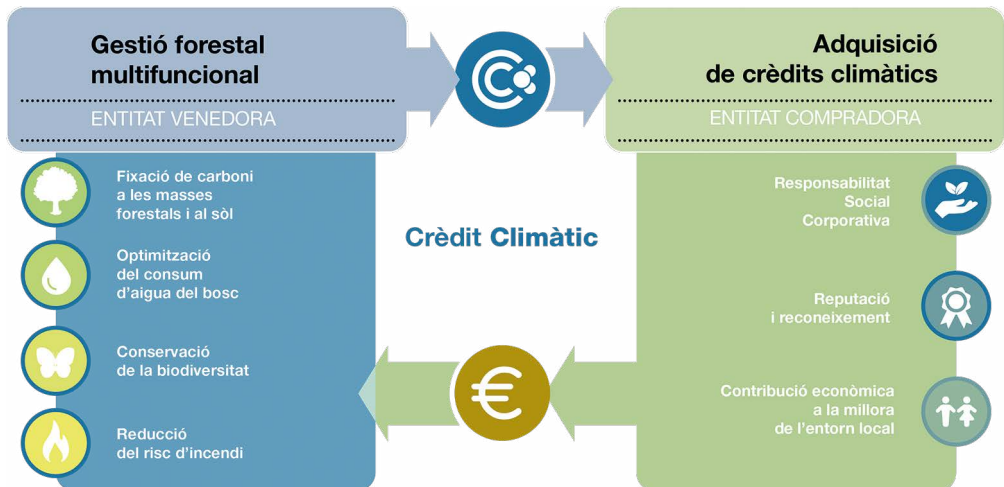 Gestió forestal
multifuncional
ENTITAT VENEDORA
Fixació de carboni
a les masses
forestals i al sòl
Optimització
del consum
d'aigua del bosc
Conservació
de la biodiversitat
Reducció
del risc d'incendi
Crèdit Climàtic
€
Adquisició
de crèdits climàtics
ENTITAT COMPRADORA
Responsabilitat
Social
Corporativa
Reputació
i reconeixement
Contribució econòmica
a la millora
de l'entorn local